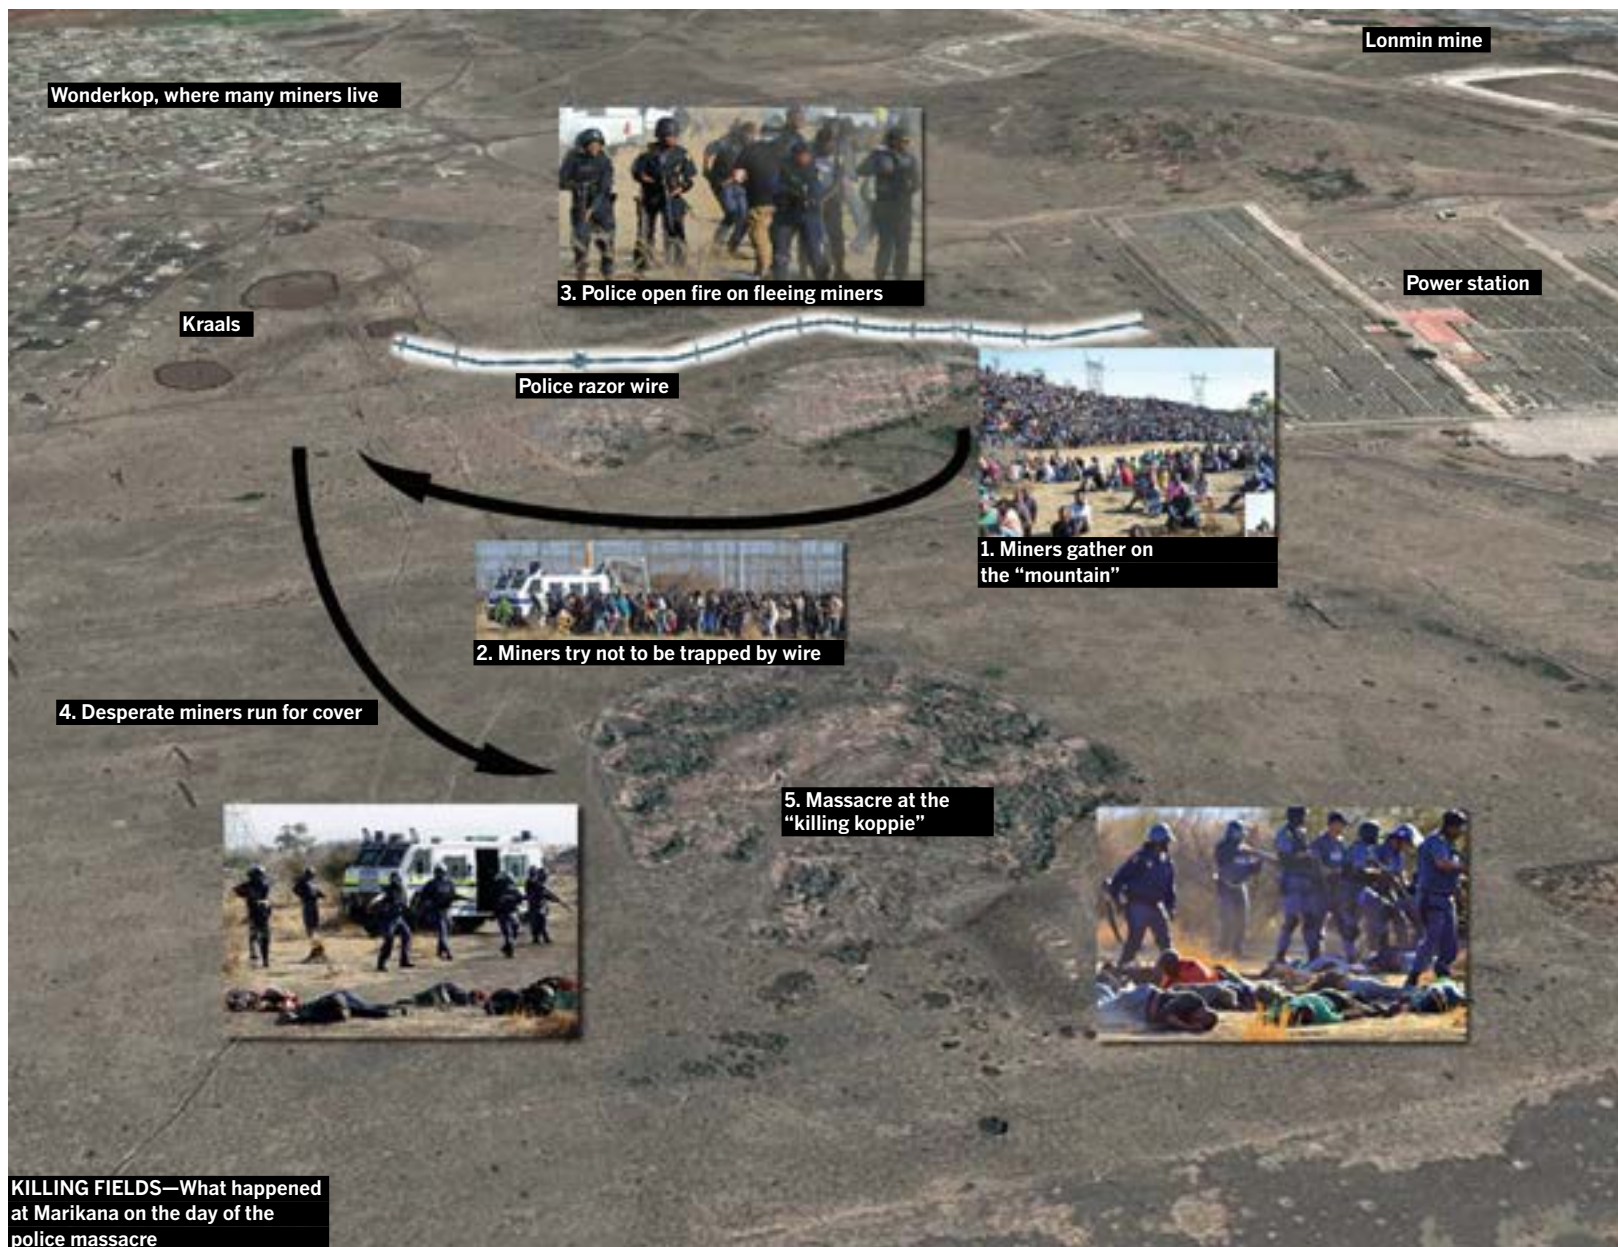 Lonmin mine
Wonderkop, where many miners live
3. Police open fire on fleeing miners
Power station
Kraals
Police razor wire
1. Miners gather on
the “mountain”
2. Miners try not to be trapped by wire
4. Desperate miners run for cover
5. Massacre at the
“killing koppie”
KILLING FIELDS—What happened
at Marikana on the day of the
police massacre